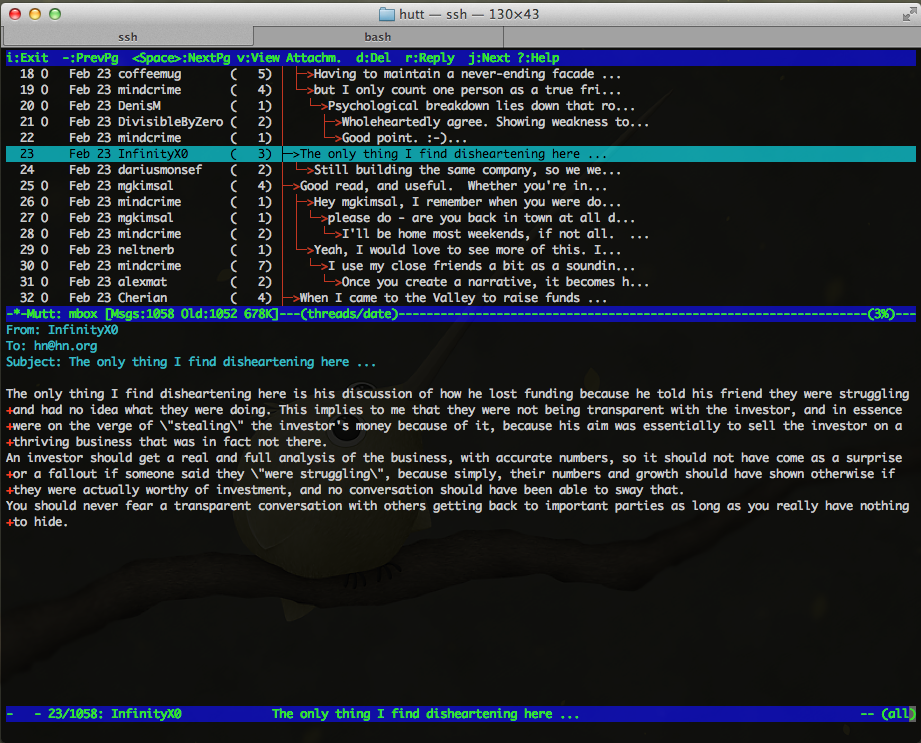 hutt — ssh — 130×43
ssh bash
i:Exit -:PrevPg <Space>:NextPg v:View Attachm. d:Del r:Reply j:Next ?:Help
18 O Feb 23 coffeemug ( 5) │ ├─>Having to maintain a never-ending facade ...
19 O Feb 23 mindcrime ( 4) │ └─>but I only count one person as a true fri...
20 O Feb 23 DenisM ( 1) │ └─>Psychological breakdown lies down that ro...
21 O Feb 23 DivisibleByZero ( 2) │ ├─>Wholeheartedly agree. Showing weakness to...
22 Feb 23 mindcrime ( 1) │ └─>Good point. :-)...
23 Feb 23 InfinityX0 ( 3) ├─>The only thing I find disheartening here ...
24 Feb 23 dariusmonsef ( 2) │ └─>Still building the same company, so we we...
25 O Feb 23 mgkimsal ( 4) ├─>Good read, and useful. Whether you're in...
26 O Feb 23 mindcrime ( 1) │ ├─>Hey mgkimsal, I remember when you were do...
27 O Feb 23 mgkimsal ( 1) │ │ └─>please do - are you back in town at all d...
28 O Feb 23 mindcrime ( 2) │ │ └─>I'll be home most weekends, if not all. ...
29 O Feb 23 neltnerb ( 1) │ └─>Yeah, I would love to see more of this. I...
30 O Feb 23 mindcrime ( 7) │ └─>I use my close friends a bit as a soundin...
31 O Feb 23 alexmat ( 2) │ └─>Once you create a narrative, it becomes h...
32 O Feb 23 Cherian ( 4) ├─>When I came to the Valley to raise funds ...
-*-Mutt: mbox [Msgs:1058 Old:1052 678K]---(threads/date)-------------------------------------------------------------------(3%)---
From: InfinityX0
To: hn@hn.org
Subject: The only thing I find disheartening here ...
The only thing I find disheartening here is his discussion of how he lost funding because he told his friend they were struggling
+and had no idea what they were doing. This implies to me that they were not being transparent with the investor, and in essence
+were on the verge of \"stealing\" the investor's money because of it, because his aim was essentially to sell the investor on a
+thriving business that was in fact not there.
An investor should get a real and full analysis of the business, with accurate numbers, so it should not have come as a surprise
+or a fallout if someone said they \"were struggling\", because simply, their numbers and growth should have shown otherwise if
+they were actually worthy of investment, and no conversation should have been able to sway that.
You should never fear a transparent conversation with others getting back to important parties as long as you really have nothing
+to hide.
- - 23/1058: InfinityX0 The only thing I find disheartening here ... -- (all)